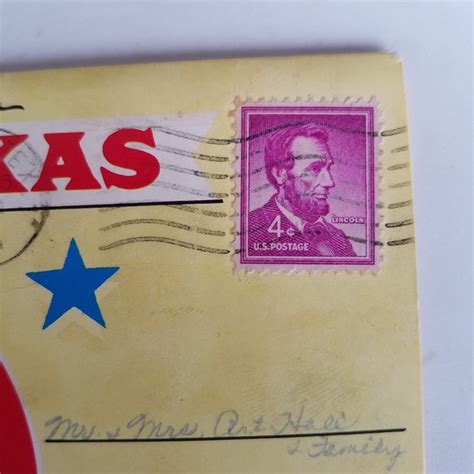 XAS
LINCOLN
4¢
U.S. POSTAGE
Mr. & Mrs. Art Hall
& Family